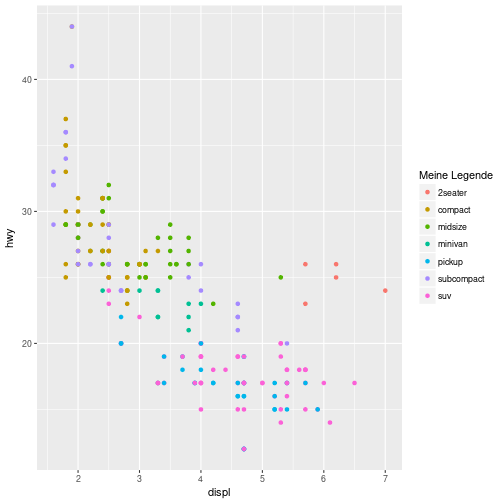 hwy
40
30
20
2
3
4
5
6
7
displ
Meine Legende
2seater
compact
midsize
minivan
pickup
subcompact
suv